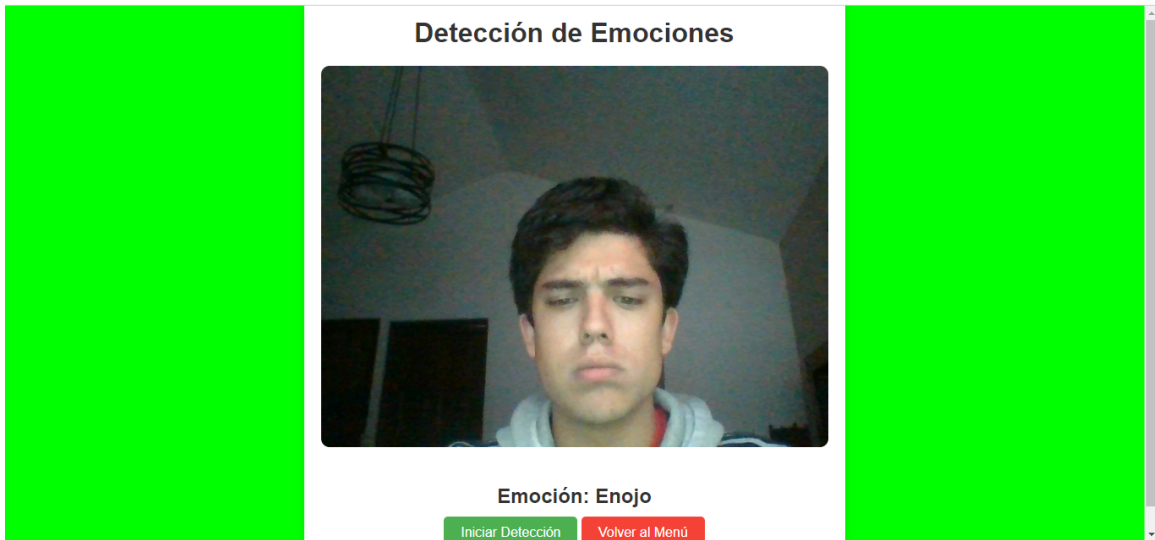 Detección de Emociones
Emoción: Enojo
Iniciar Detección
Volver al Menú